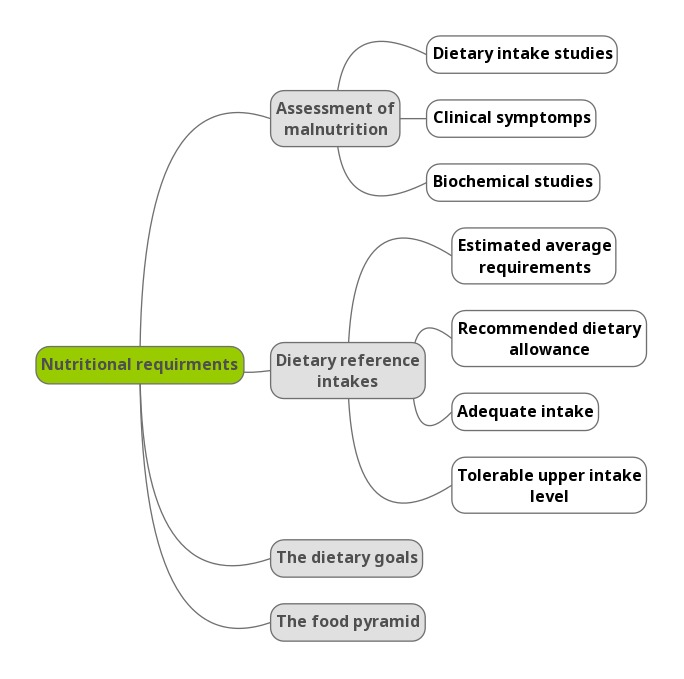 Dietary intake studies
Assessment of
malnutrition
Clinical symptomps
Biochemical studies
Estimated average
requirements
Recommended dietary
allowance
Nutritional requirments
Dietary reference
intakes
Adequate intake
Tolerable upper intake
level
The dietary goals
The food pyramid